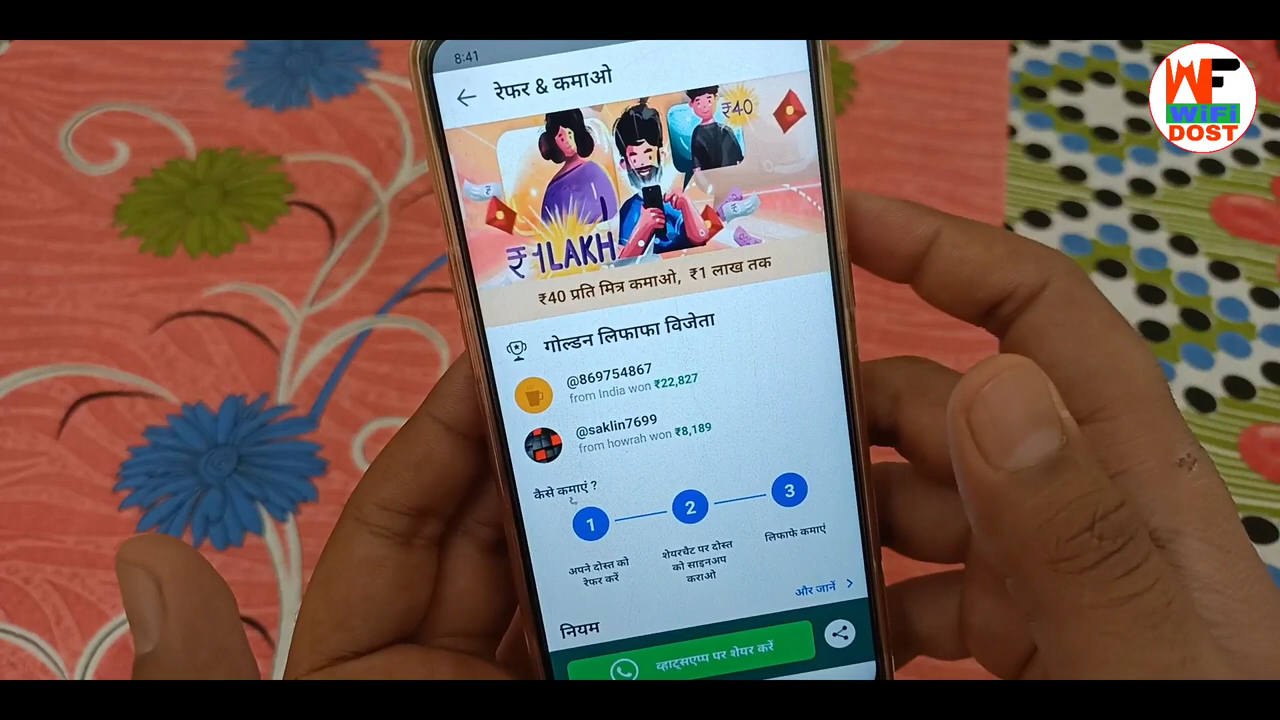 8:41
रेफर & कमाओ
₹40
₹1LAKH
₹40 प्रति मित्र कमाओ, ₹1 लाख तक
गोल्डन लिफाफा विजेता
@869754867
from India won ₹22,827
@saklin7699
from howrah won ₹8,189
कैसे कमाएं ?
1
2
3
अपने दोस्त को
रेफर करें
शेयरचैट पर दोस्त
को साइनअप
कराओ
लिफाफे कमाएं
और जानें
नियम
व्हाट्सएप्प पर शेयर करें
WF
WiFi
DOST